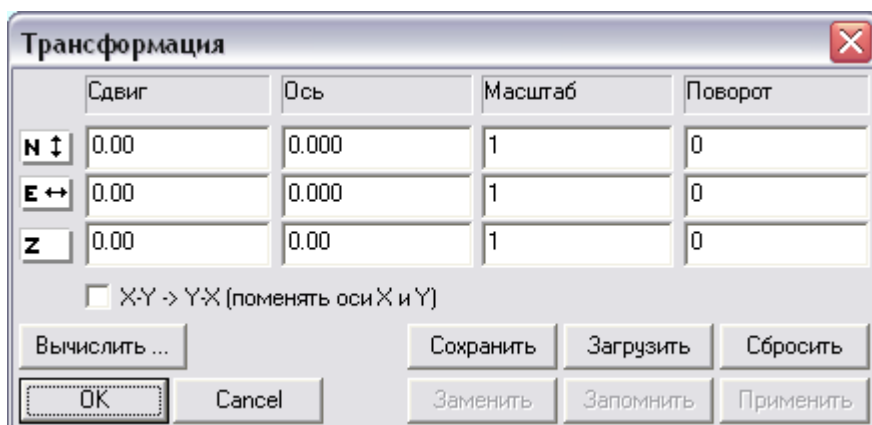 Трансформация
Сдвиг Ось Масштаб Поворот
N 0.00 0.000 1 0
E 0.00 0.000 1 0
Z 0.00 0.00 1 0
X-Y -> Y-X (поменять оси X и Y)
Вычислить ... Сохранить Загрузить Сбросить
OK Cancel Заменить Запомнить Применить